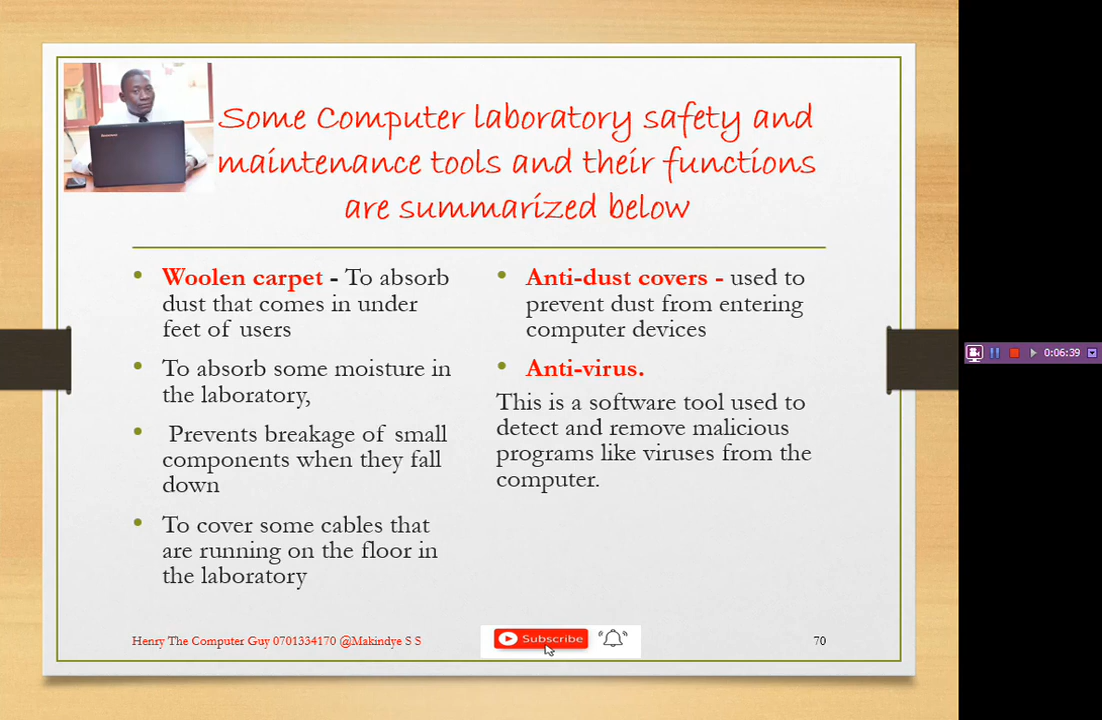 Some Computer laboratory safety and
maintenance tools and their functions
are summarized below
• Woolen carpet - To absorb
dust that comes in under
feet of users
• To absorb some moisture in
the laboratory,
• Prevents breakage of small
components when they fall
down
• To cover some cables that
are running on the floor in
the laboratory
• Anti-dust covers - used to
prevent dust from entering
computer devices
• Anti-virus.
This is a software tool used to
detect and remove malicious
programs like viruses from the
computer.
Henry The Computer Guy 0701334170 @Makindye S S
Subscribe
70
0:06:39